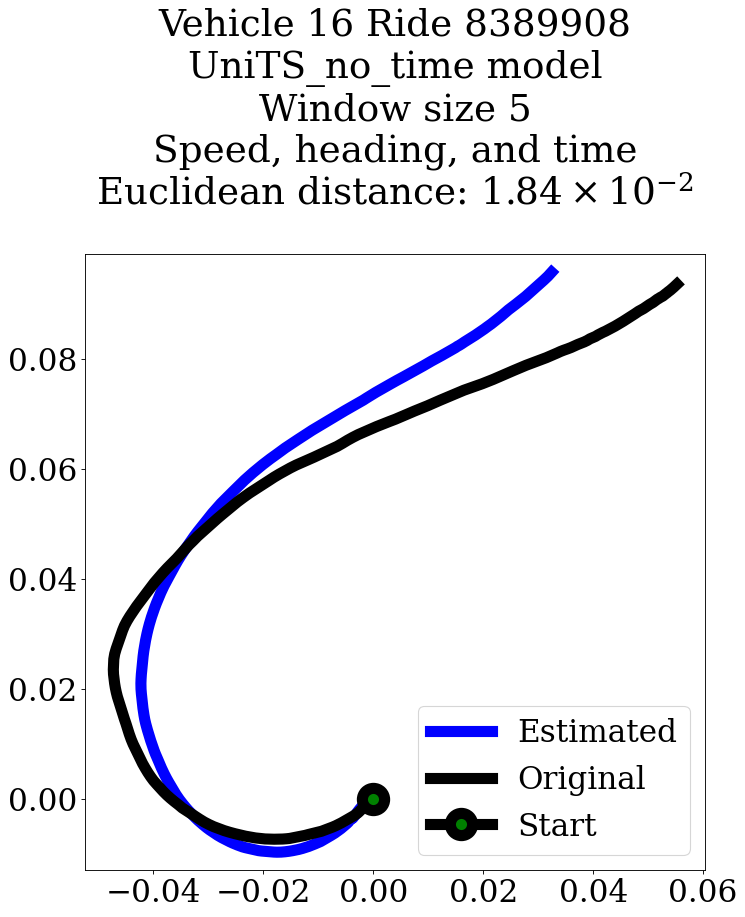 Vehicle 16 Ride 8389908
UniTS_no_time model
Window size 5
Speed, heading, and time
Euclidean distance: 1.84 × 10⁻²
0.08
0.06
0.04
0.02
0.00
−0.04 −0.02 0.00 0.02 0.04 0.06
Estimated
Original
Start